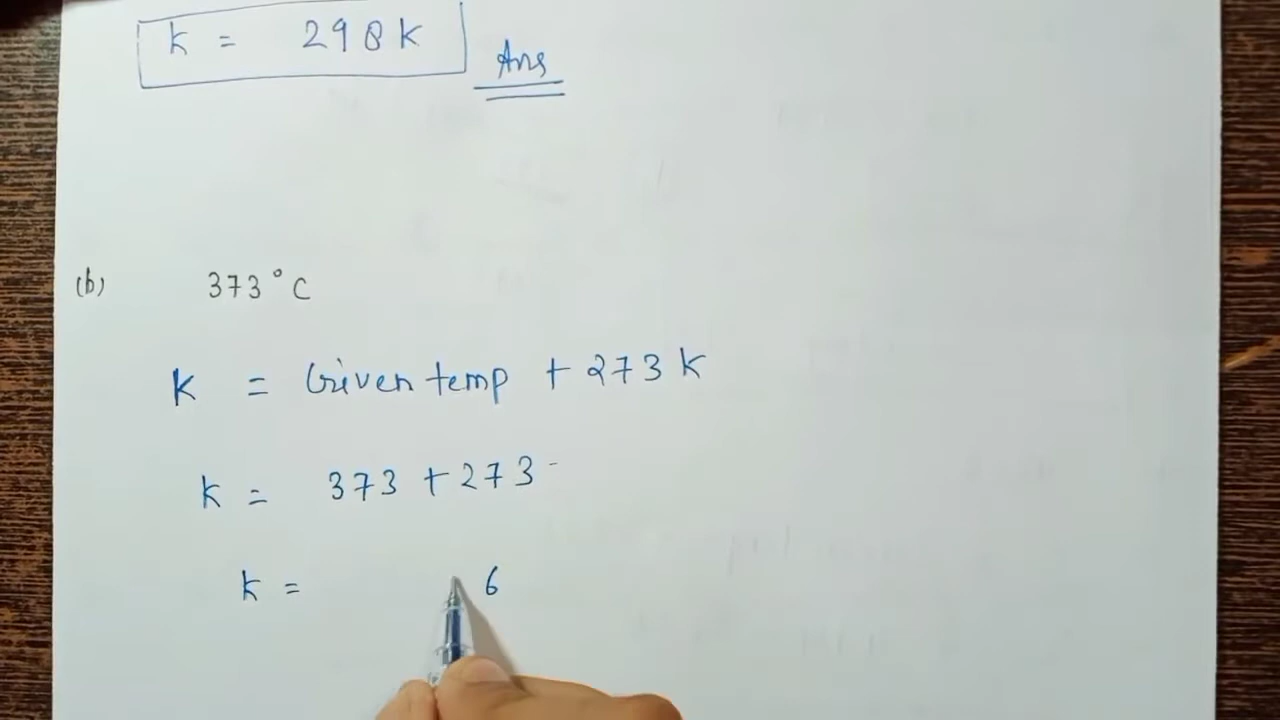 k = 298 k
Ans
(b) 373°C
K = Given temp + 273 k
k = 373 + 273
k = 6